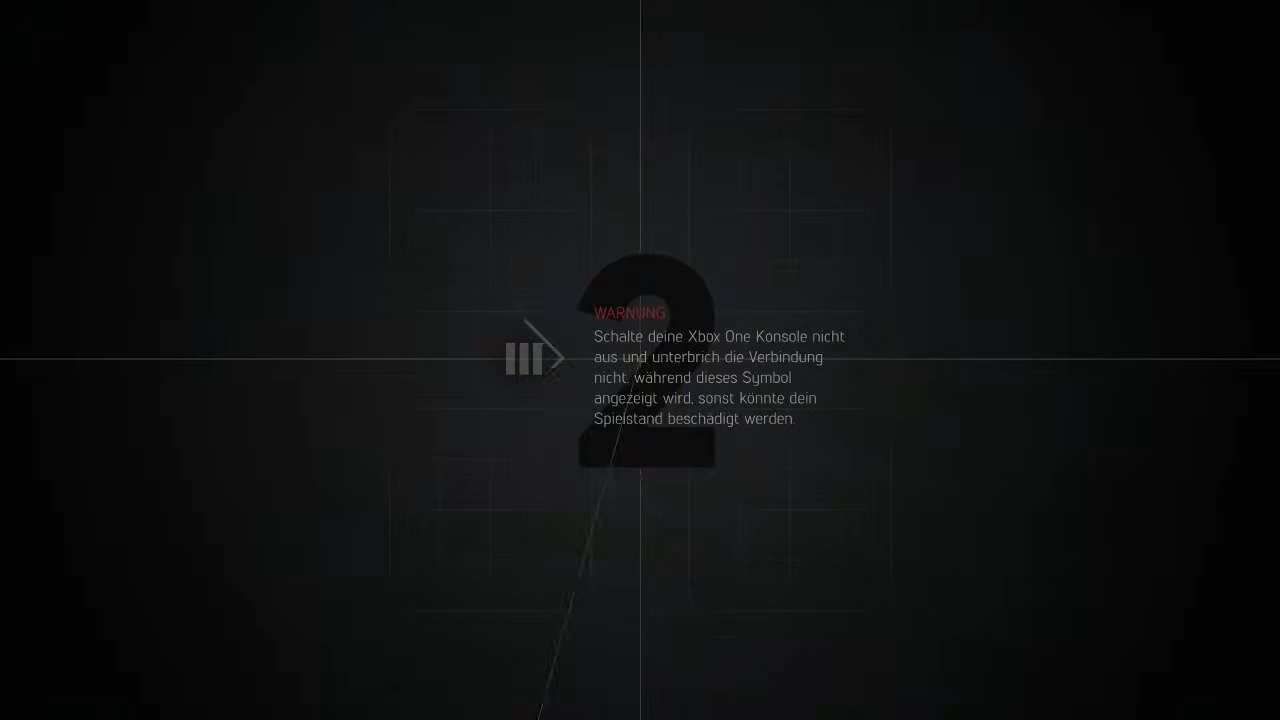 2
WARNUNG
Schalte deine Xbox One Konsole nicht
aus und unterbrich die Verbindung
nicht, während dieses Symbol
angezeigt wird, sonst könnte dein
Spielstand beschädigt werden.